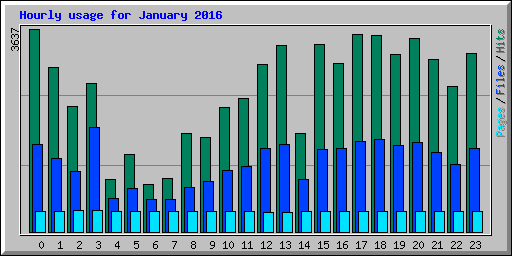 Hourly usage for January 2016
3637
Pages/Files/Hits
0 1 2 3 4 5 6 7 8 9 10 11 12 13 14 15 16 17 18 19 20 21 22 23